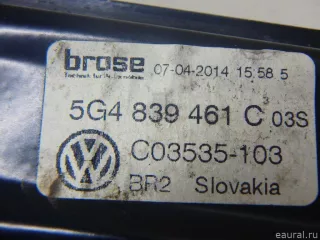 brose
07-04-2014 15:58 5
5G4 839 461 C 03S
C03535-103
BR2 Slovakia
© eaural.ru